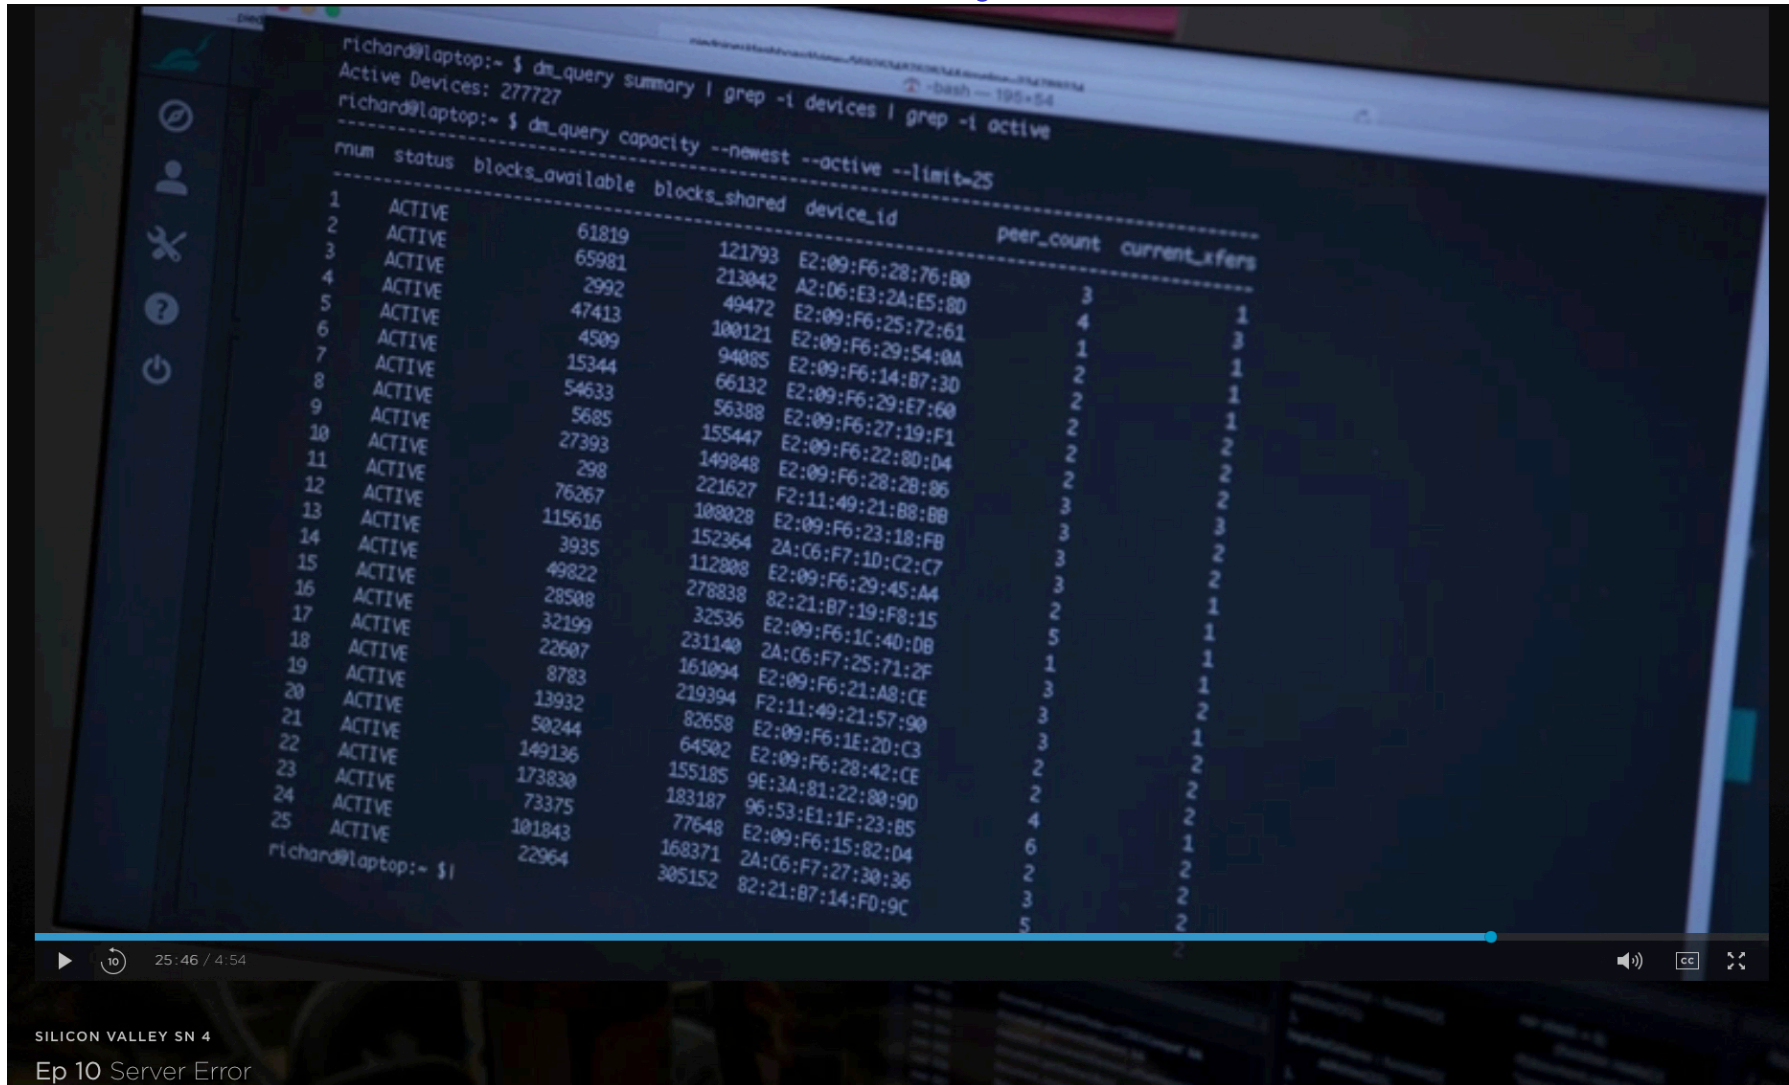 richard@laptop:~ $ dm_query summary | grep -i devices | grep -i active
-bash — 195×54
Active Devices: 277727
richard@laptop:~ $ dm_query capacity --newest --active --limit=25
rnum status blocks_available blocks_shared device_id peer_count current_xfers
1 ACTIVE 61819 121793 E2:09:F6:28:76:B0 3 1
2 ACTIVE 65981 213042 A2:D6:E3:2A:E5:8D 4 3
3 ACTIVE 2992 49472 E2:09:F6:25:72:61 1 1
4 ACTIVE 47413 100121 E2:09:F6:29:54:0A 2 1
5 ACTIVE 4509 94085 E2:09:F6:14:B7:3D 2 1
6 ACTIVE 15344 66132 E2:09:F6:29:E7:60 2 2
7 ACTIVE 54633 56388 E2:09:F6:27:19:F1 2 2
8 ACTIVE 5685 155447 E2:09:F6:22:8D:D4 2 2
9 ACTIVE 27393 149848 E2:09:F6:28:2B:86 3 3
10 ACTIVE 298 221627 F2:11:49:21:B8:BB 3 2
11 ACTIVE 76267 108028 E2:09:F6:23:18:FB 3 2
12 ACTIVE 115616 152364 2A:C6:F7:1D:C2:C7 3 1
13 ACTIVE 3935 112808 E2:09:F6:29:45:A4 2 1
14 ACTIVE 49822 278838 82:21:B7:19:F8:15 5 1
15 ACTIVE 28508 32536 E2:09:F6:1C:4D:DB 1 1
16 ACTIVE 32199 231140 2A:C6:F7:25:71:2F 3 2
17 ACTIVE 22607 161094 E2:09:F6:21:A8:CE 3 1
18 ACTIVE 8783 219394 F2:11:49:21:57:90 3 2
19 ACTIVE 13932 82658 E2:09:F6:1E:2D:C3 2 2
20 ACTIVE 50244 64502 E2:09:F6:28:42:CE 2 2
21 ACTIVE 149136 155185 9E:3A:81:22:80:9D 4 1
22 ACTIVE 173830 183187 96:53:E1:1F:23:B5 6 2
23 ACTIVE 73375 77648 E2:09:F6:15:82:D4 2 2
24 ACTIVE 101843 168371 2A:C6:F7:27:30:36 3 2
25 ACTIVE 22964 305152 82:21:B7:14:FD:9C 5 2
richard@laptop:~ $
10 25:46 / 4:54 CC
SILICON VALLEY SN 4
Ep 10 Server Error